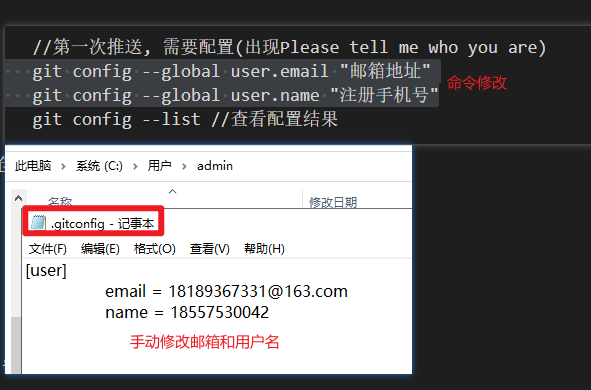 //第一次推送, 需要配置(出现Please tell me who you are)
git config --global user.email "邮箱地址"
git config --global user.name "注册手机号"
命令修改
git config --list //查看配置结果
此电脑 > 系统 (C:) > 用户 > admin
名称 修改日期
.gitconfig - 记事本
文件(F) 编辑(E) 格式(O) 查看(V) 帮助(H)
[user]
email = 18189367331@163.com
name = 18557530042
手动修改邮箱和用户名